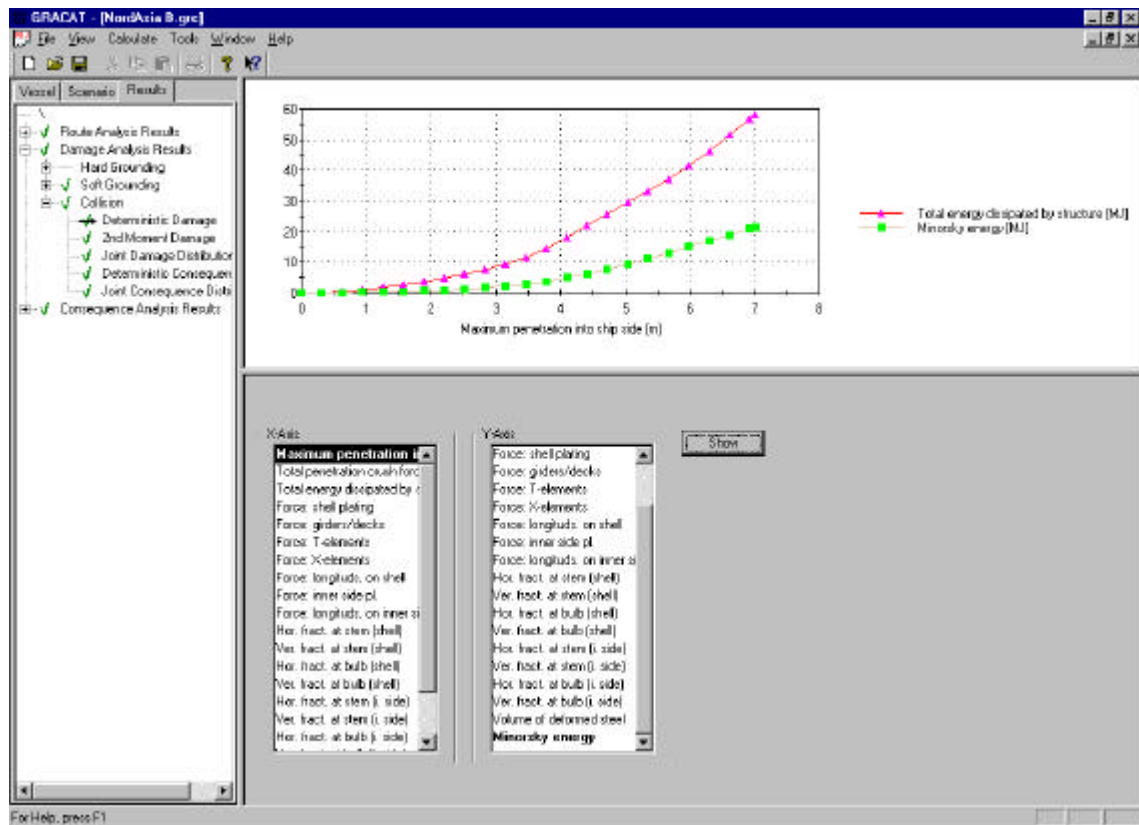 GRACAT - [NordAsia B.grc]
File View Calculate Tools Window Help
Vessel Scenario Results
Route Analysis Results
Damage Analysis Results
Hard Grounding
Soft Grounding
Collision
Deterministic Damage
2nd Moment Damage
Joint Damage Distribution
Deterministic Consequen
Joint Consequence Dists
Consequence Analysis Results
60
50
40
30
20
10
0
0 1 2 3 4 5 6 7 8
Maximum penetration into ship side (m)
Total energy dissipated by structure [MJ]
Minorsky energy [MJ]
X-Axis
Maximum penetration i
Total penetration crush forc
Total energy dissipated by s
Force: shell plating
Force: girders/decks
Force: T-elements
Force: X-elements
Force: longituds. on shell
Force: inner side pl.
Force: longituds. on inner si
Hor. fract. at stem (shell)
Ver. fract. at stem (shell)
Hor. fract. at bulb (shell)
Ver. fract. at bulb (shell)
Hor. fract. at stem (i. side)
Ver. fract. at stem (i. side)
Hor. fract. at bulb (i. side)
Y-Axis
Force: shell plating
Force: girders/decks
Force: T-elements
Force: X-elements
Force: longituds. on shell
Force: inner side pl.
Force: longituds. on inner si
Hor. fract. at stem (shell)
Ver. fract. at stem (shell)
Hor. fract. at bulb (shell)
Ver. fract. at bulb (shell)
Hor. fract. at stem (i. side)
Ver. fract. at stem (i. side)
Hor. fract. at bulb (i. side)
Ver. fract. at bulb (i. side)
Volume of deformed steel
Minorsky energy
Show
For Help, press F1